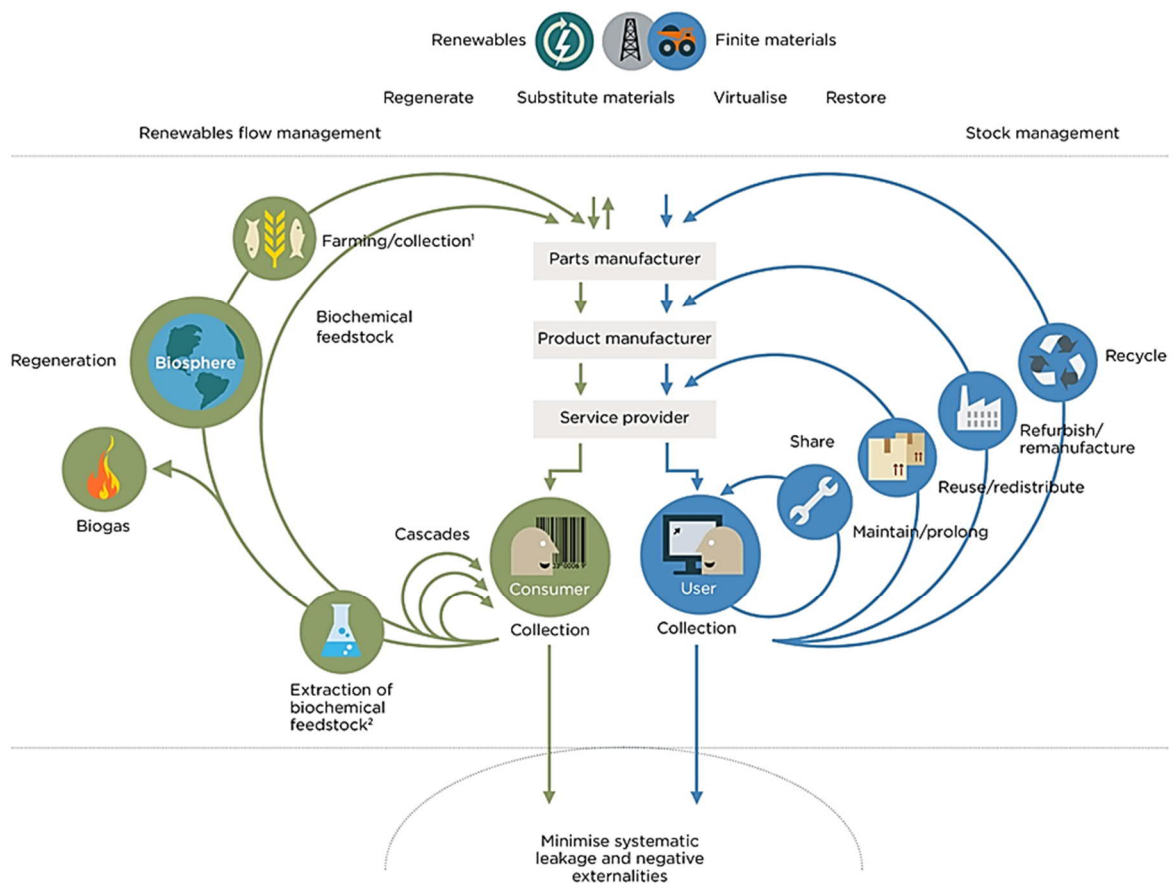 Renewables
Finite materials
Regenerate
Substitute materials
Virtualise
Restore
Renewables flow management
Stock management
Farming/collection¹
Parts manufacturer
Biochemical
feedstock
Product manufacturer
Regeneration
Biosphere
Recycle
Service provider
Share
Refurbish/
remanufacture
Reuse/redistribute
Biogas
Cascades
Maintain/prolong
Consumer
User
Collection
Collection
Extraction of
biochemical
feedstock²
Minimise systematic
leakage and negative
externalities